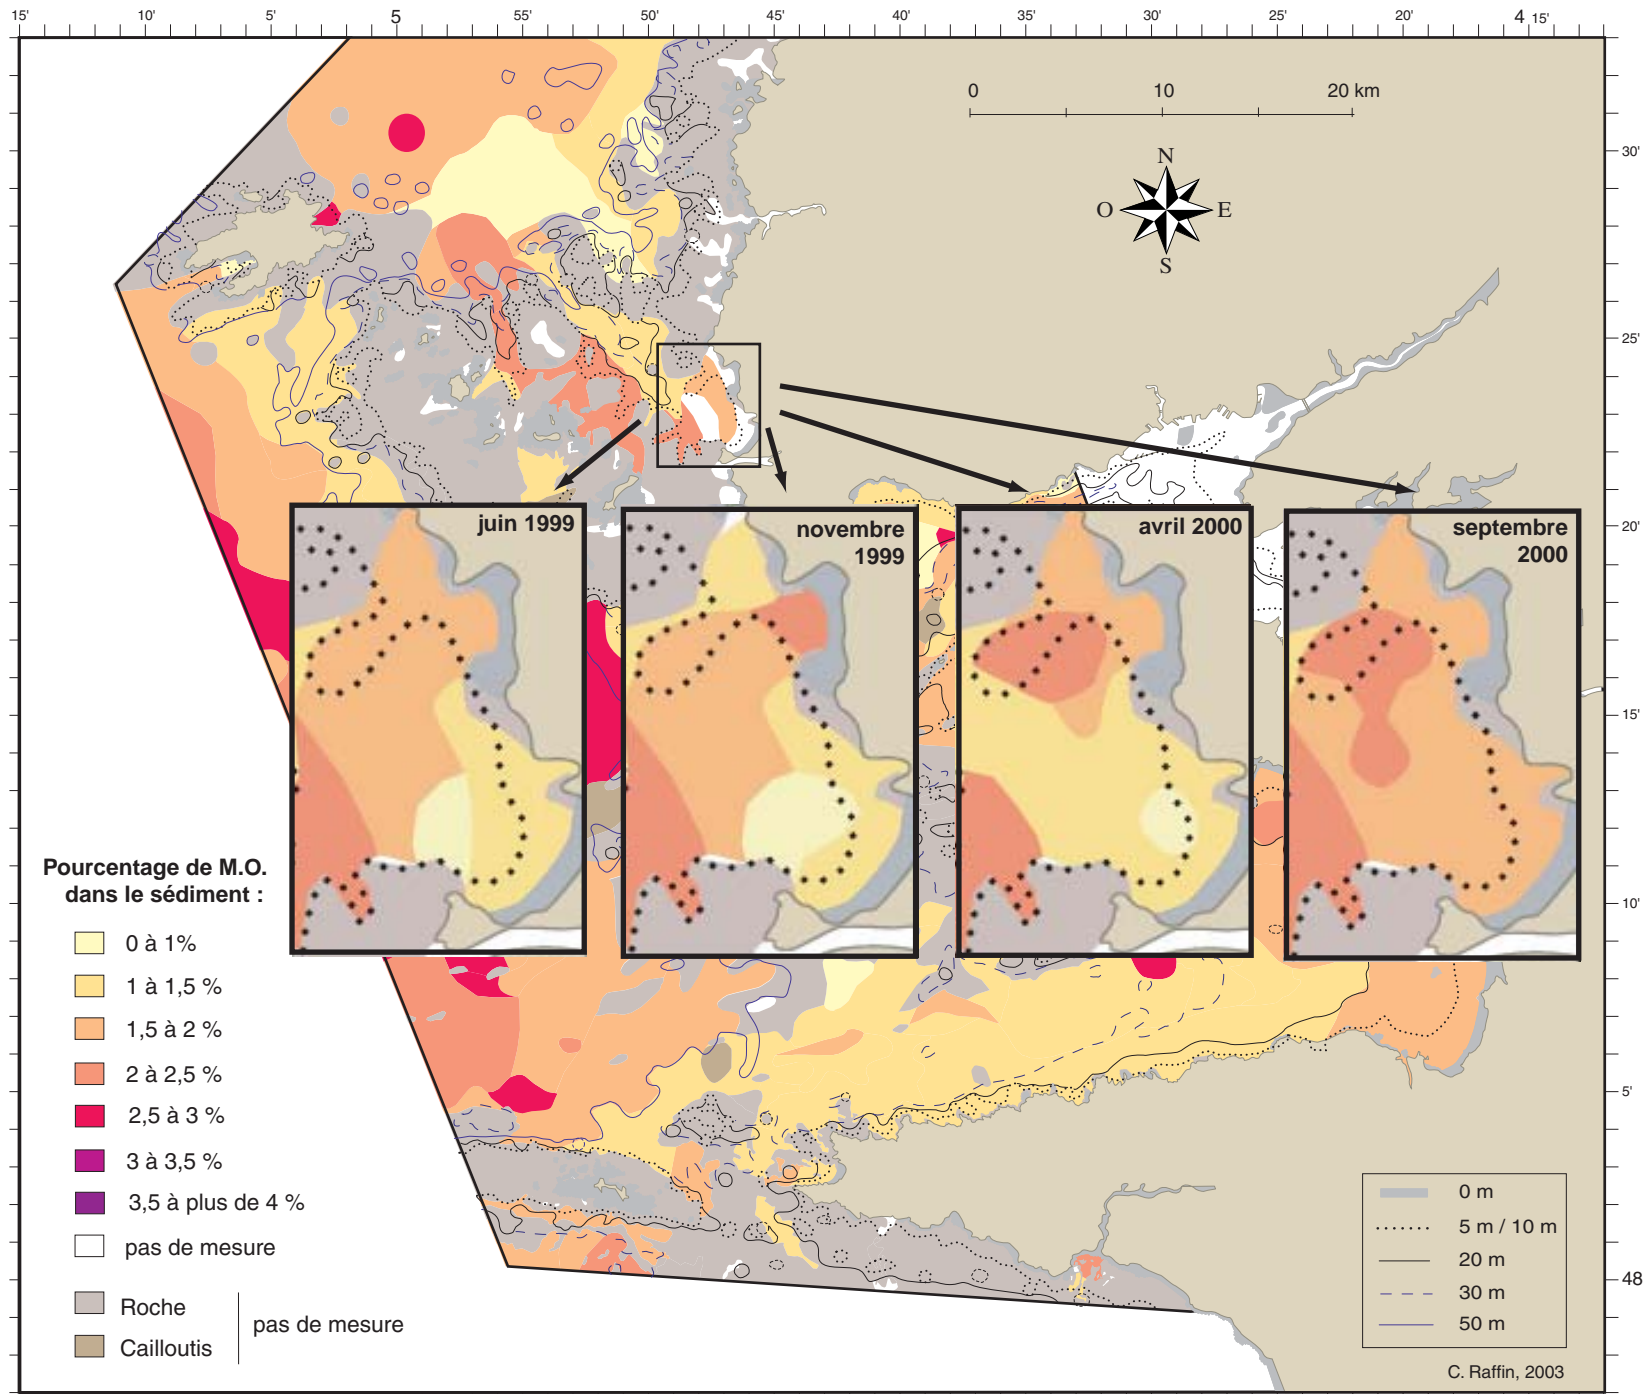 15' 10' 5' 5 55' 50' 45' 40' 35' 30' 25' 20' 4 15'
0 10 20 km
N
O E
S
30'
25'
20'
15'
10'
5'
48
juin 1999
novembre
1999
avril 2000
septembre
2000
Pourcentage de M.O.
dans le sédiment :
0 à 1%
1 à 1,5 %
1,5 à 2 %
2 à 2,5 %
2,5 à 3 %
3 à 3,5 %
3,5 à plus de 4 %
pas de mesure
Roche
Cailloutis
pas de mesure
0 m
5 m / 10 m
20 m
30 m
50 m
C. Raffin, 2003